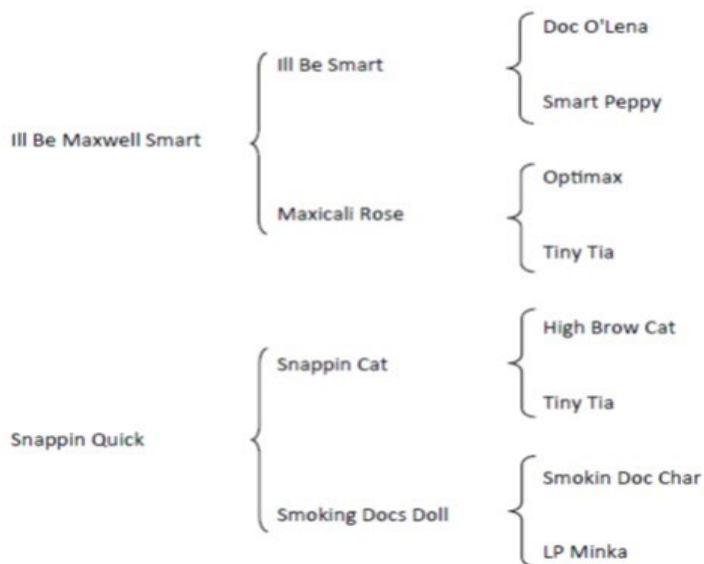 Doc O'Lena
Ill Be Smart
Smart Peppy
Ill Be Maxwell Smart
Optimax
Maxicali Rose
Tiny Tia
High Brow Cat
Snappin Cat
Tiny Tia
Snappin Quick
Smokin Doc Char
Smoking Docs Doll
LP Minka